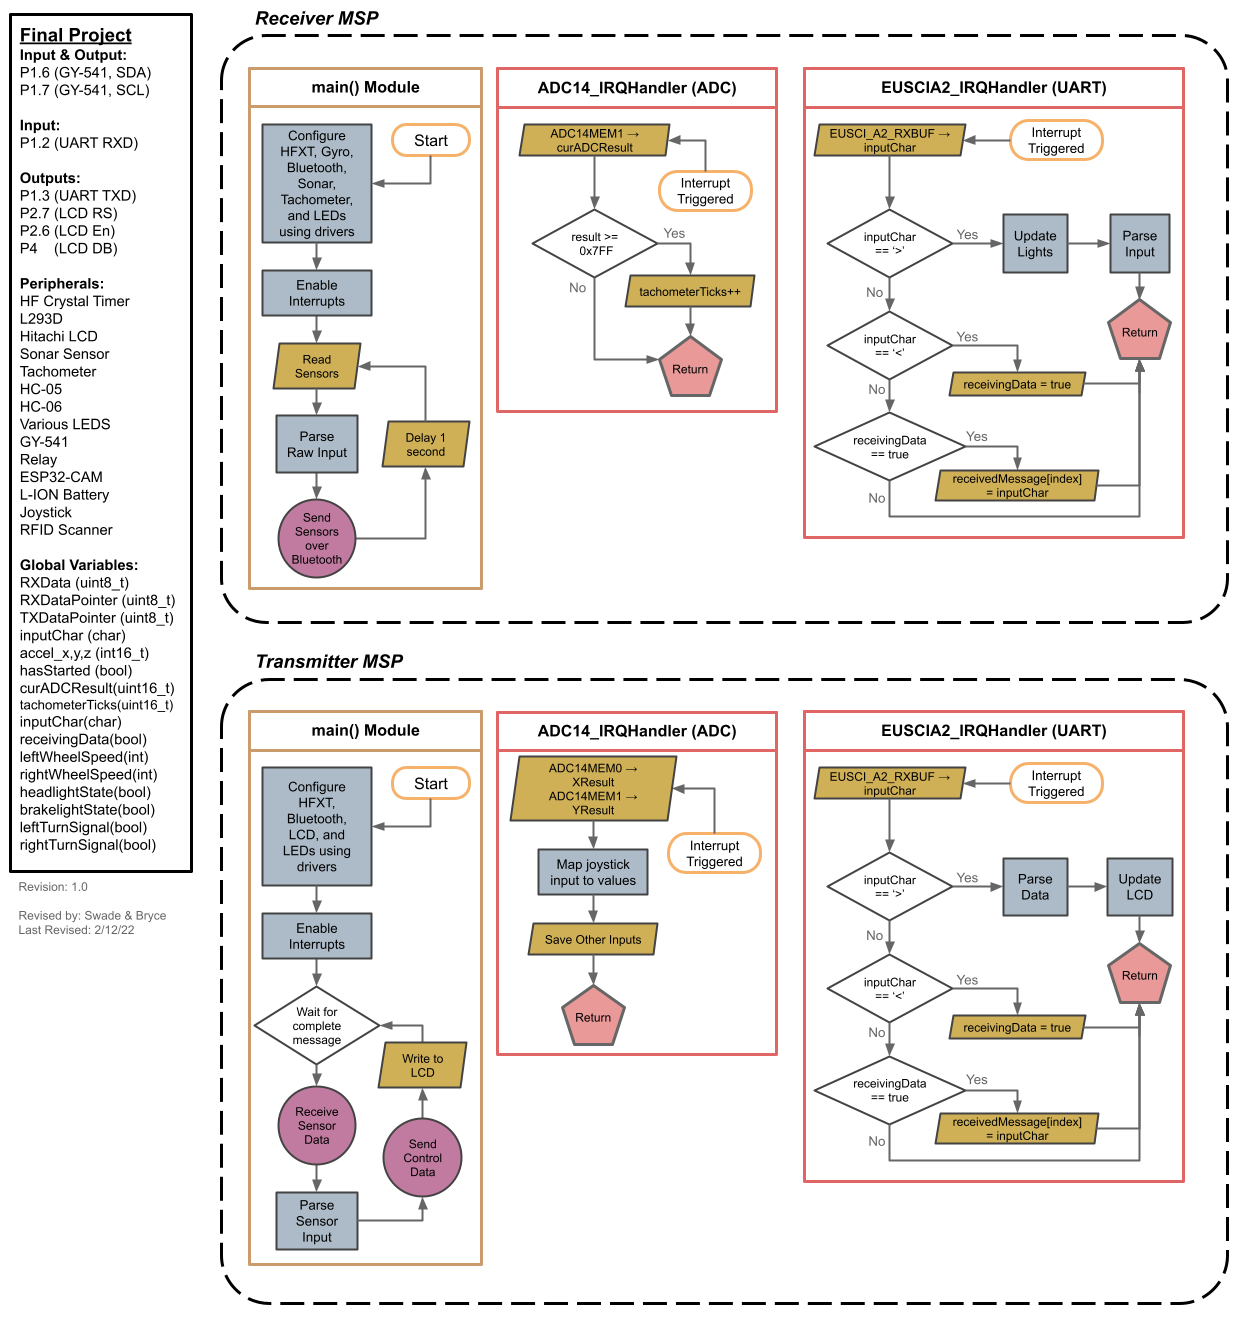 Final Project
Input & Output:
P1.6 (GY-541, SDA)
P1.7 (GY-541, SCL)
Input:
P1.2 (UART RXD)
Outputs:
P1.3 (UART TXD)
P2.7 (LCD RS)
P2.6 (LCD En)
P4 (LCD DB)
Peripherals:
HF Crystal Timer
L293D
Hitachi LCD
Sonar Sensor
Tachometer
HC-05
HC-06
Various LEDS
GY-541
Relay
ESP32-CAM
L-ION Battery
Joystick
RFID Scanner
Global Variables:
RXData (uint8_t)
RXDataPointer (uint8_t)
TXDataPointer (uint8_t)
inputChar (char)
accel_x,y,z (int16_t)
hasStarted (bool)
curADCResult(uint16_t)
tachometerTicks(uint16_t)
inputChar(char)
receivingData(bool)
leftWheelSpeed(int)
rightWheelSpeed(int)
headlightState(bool)
brakelightState(bool)
leftTurnSignal(bool)
rightTurnSignal(bool)
Revision: 1.0
Revised by: Swade & Bryce
Last Revised: 2/12/22
Receiver MSP
main() Module
Start
Configure
HFXT, Gyro,
Bluetooth,
Sonar,
Tachometer,
and LEDs
using drivers
Enable
Interrupts
Read
Sensors
Parse
Raw Input
Delay 1
second
Send
Sensors
over
Bluetooth
ADC14_IRQHandler (ADC)
ADC14MEM1 →
curADCResult
Interrupt
Triggered
result >=
0x7FF
Yes
No
tachometerTicks++
Return
EUSCIA2_IRQHandler (UART)
EUSCI_A2_RXBUF →
inputChar
Interrupt
Triggered
inputChar
== ‘>’
Yes
Update
Lights
Parse
Input
No
Return
inputChar
== ‘<’
Yes
receivingData = true
No
receivingData
== true
Yes
receivedMessage[index]
= inputChar
No
Transmitter MSP
main() Module
Start
Configure
HFXT,
Bluetooth,
LCD, and
LEDs using
drivers
Enable
Interrupts
Wait for
complete
message
Write to
LCD
Receive
Sensor
Data
Send
Control
Data
Parse
Sensor
Input
ADC14_IRQHandler (ADC)
ADC14MEM0 →
XResult
ADC14MEM1 →
YResult
Interrupt
Triggered
Map joystick
input to values
Save Other Inputs
Return
EUSCIA2_IRQHandler (UART)
EUSCI_A2_RXBUF →
inputChar
Interrupt
Triggered
inputChar
== ‘>’
Yes
Parse
Data
Update
LCD
No
Return
inputChar
== ‘<’
Yes
receivingData = true
No
receivingData
== true
Yes
receivedMessage[index]
= inputChar
No